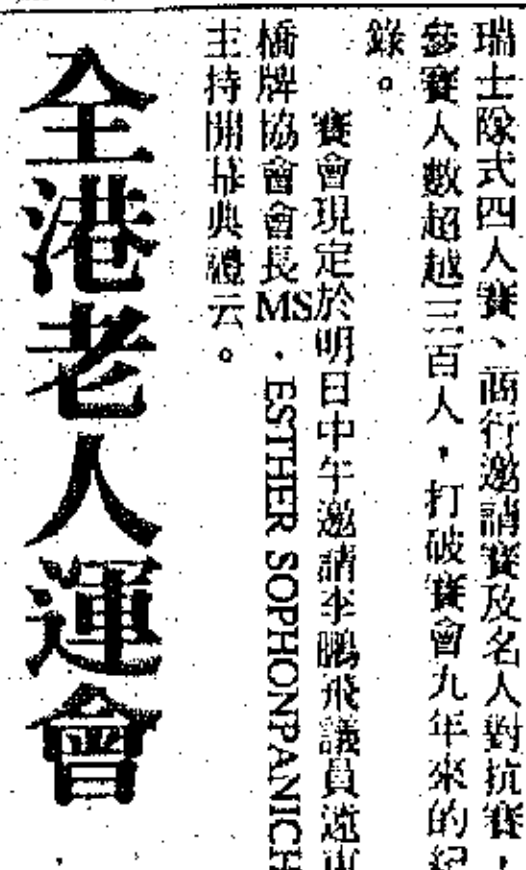 瑞士隊式四人賽、商行邀請賽及名人對抗賽，
參賽人數超越三百人，打破賽會九年來的紀
錄。
賽會現定於明日中午邀請李鵬飛議員遠東
橋牌協會會長MS．ESTHER SOPHONPANICH
主持開幕典禮云。
全港老人運會